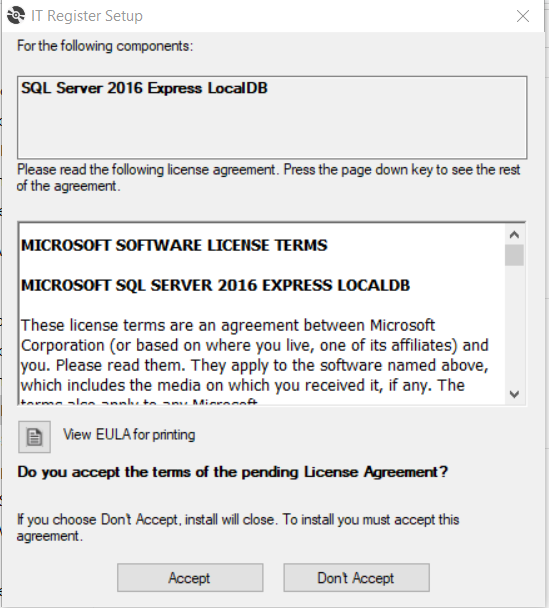 IT Register Setup
For the following components:
SQL Server 2016 Express LocalDB
Please read the following license agreement. Press the page down key to see the rest
of the agreement.
MICROSOFT SOFTWARE LICENSE TERMS
MICROSOFT SQL SERVER 2016 EXPRESS LOCALDB
These license terms are an agreement between Microsoft
Corporation (or based on where you live, one of its affiliates) and
you. Please read them. They apply to the software named above,
which includes the media on which you received it, if any. The
terms also apply to any Microsoft
View EULA for printing
Do you accept the terms of the pending License Agreement?
If you choose Don't Accept, install will close. To install you must accept this
agreement.
Accept
Don't Accept